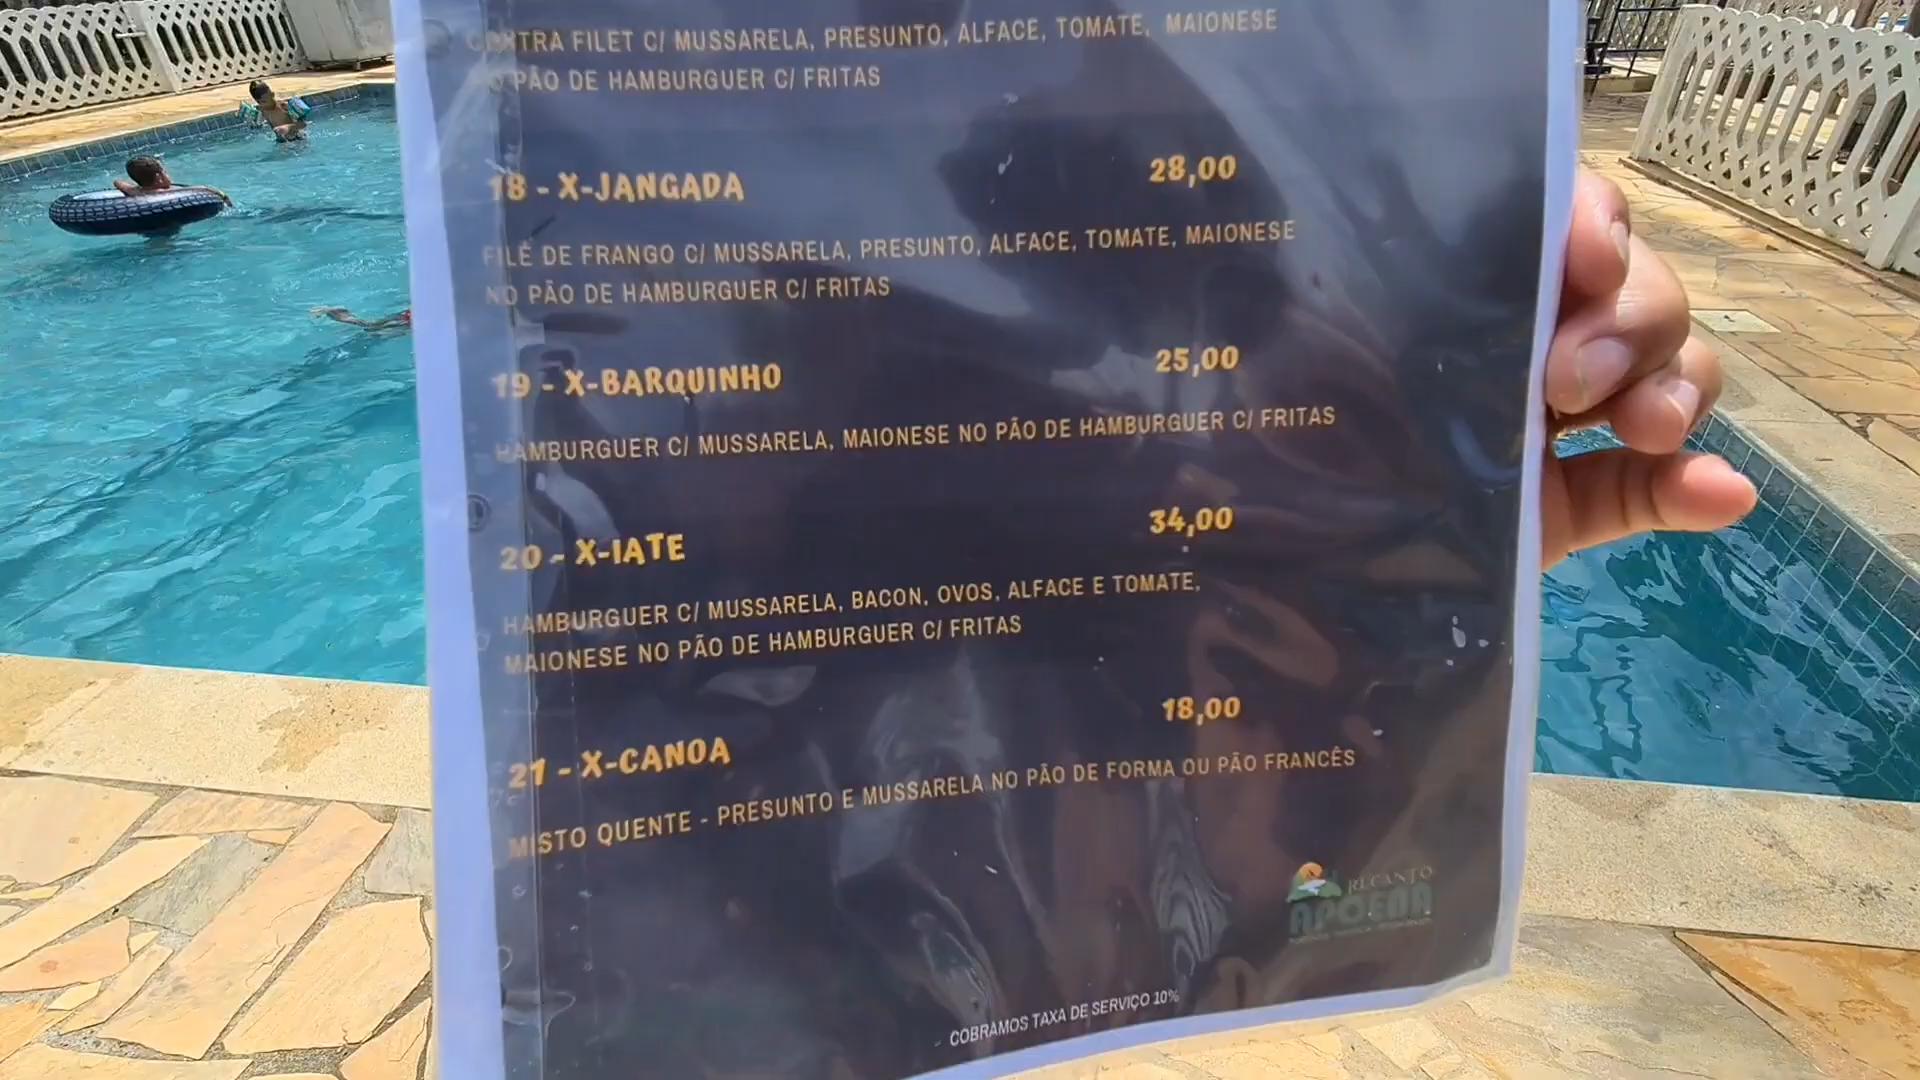 CONTRA FILET C/ MUSSARELA, PRESUNTO, ALFACE, TOMATE, MAIONESE
NO PÃO DE HAMBURGUER C/ FRITAS
18 - X-JANGADA 28,00
FILÉ DE FRANGO C/ MUSSARELA, PRESUNTO, ALFACE, TOMATE, MAIONESE
NO PÃO DE HAMBURGUER C/ FRITAS
19 - X-BARQUINHO 25,00
HAMBURGUER C/ MUSSARELA, MAIONESE NO PÃO DE HAMBURGUER C/ FRITAS
20 - X-IATE 34,00
HAMBURGUER C/ MUSSARELA, BACON, OVOS, ALFACE E TOMATE,
MAIONESE NO PÃO DE HAMBURGUER C/ FRITAS
21 - X-CANOA 18,00
MISTO QUENTE - PRESUNTO E MUSSARELA NO PÃO DE FORMA OU PÃO FRANCÊS
RECANTO
APOENA
COBRAMOS TAXA DE SERVIÇO 10%